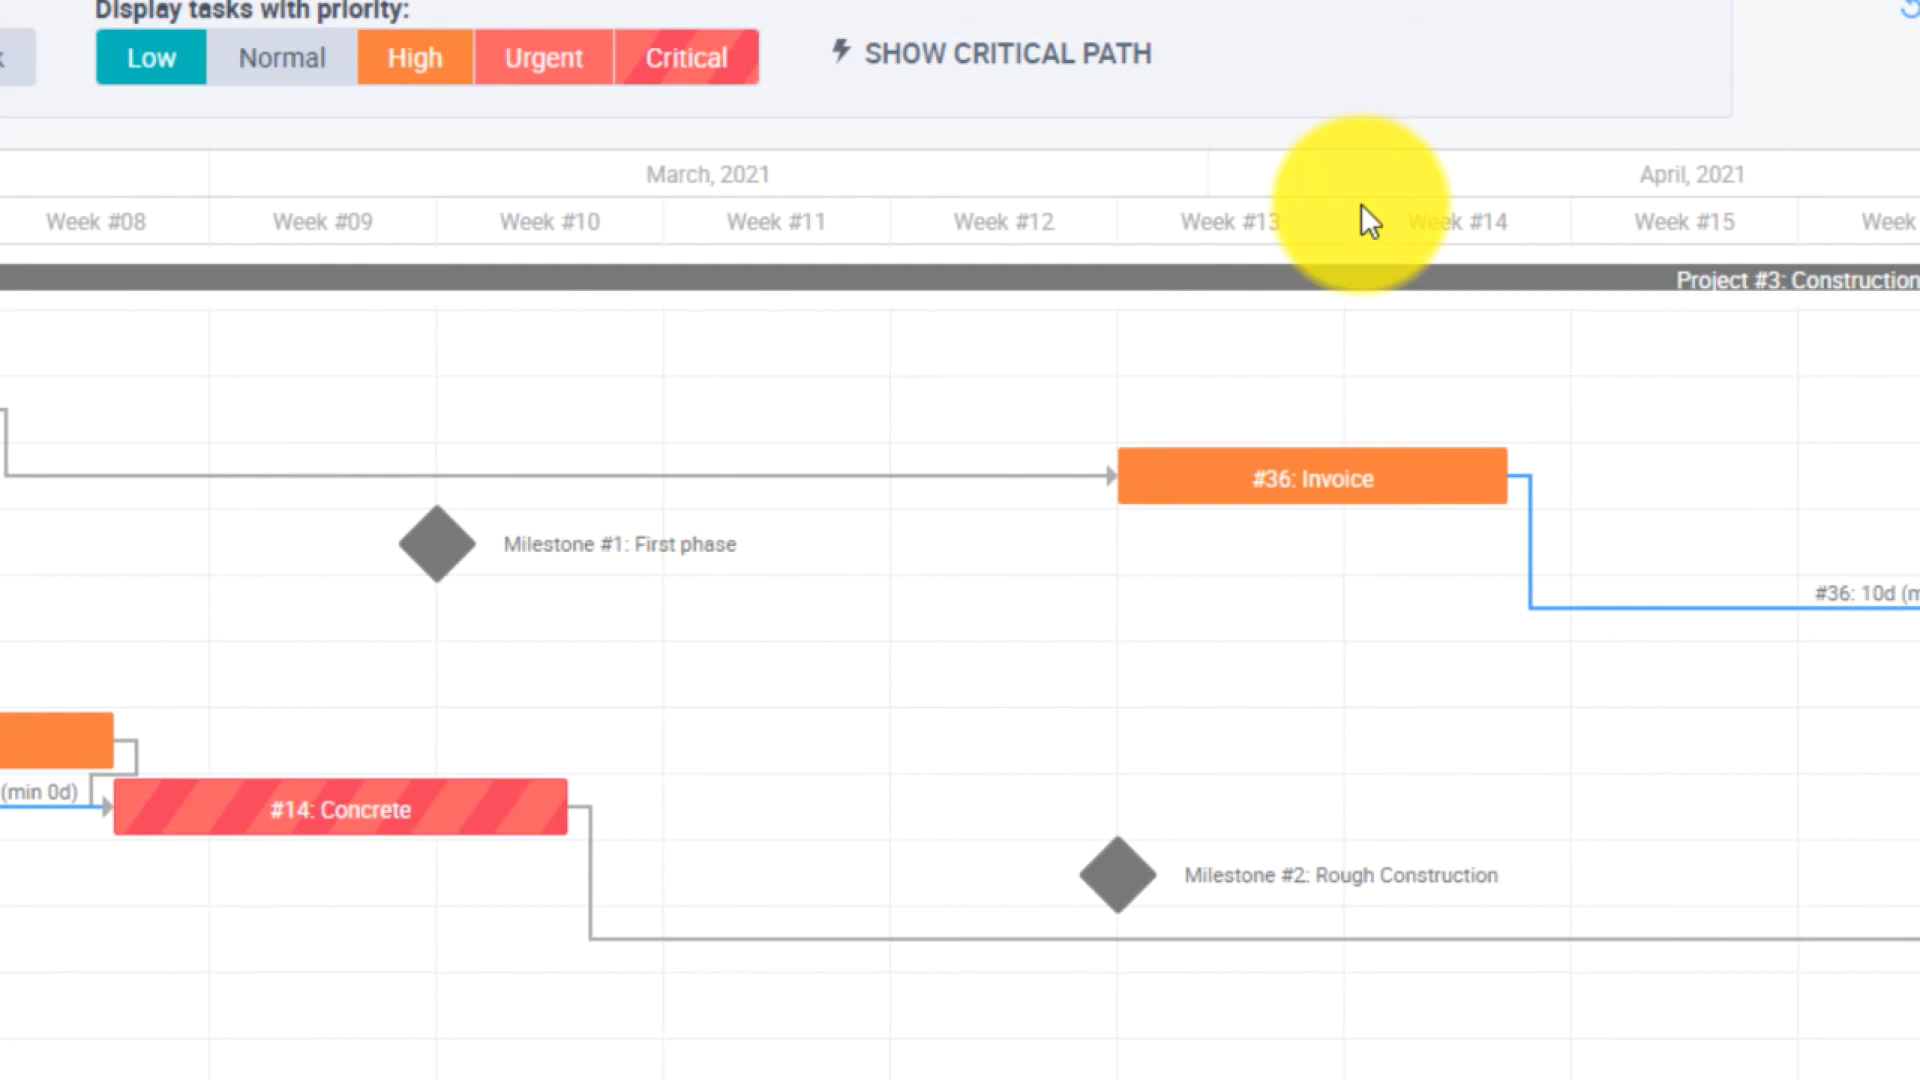 Display tasks with priority:
Low Normal High Urgent Critical
SHOW CRITICAL PATH
March, 2021 April, 2021
Week #08 Week #09 Week #10 Week #11 Week #12 Week #13 Week #14 Week #15 Week
Project #3: Construction
#36: Invoice
Milestone #1: First phase
#36: 10d (m
(min 0d)
#14: Concrete
Milestone #2: Rough Construction